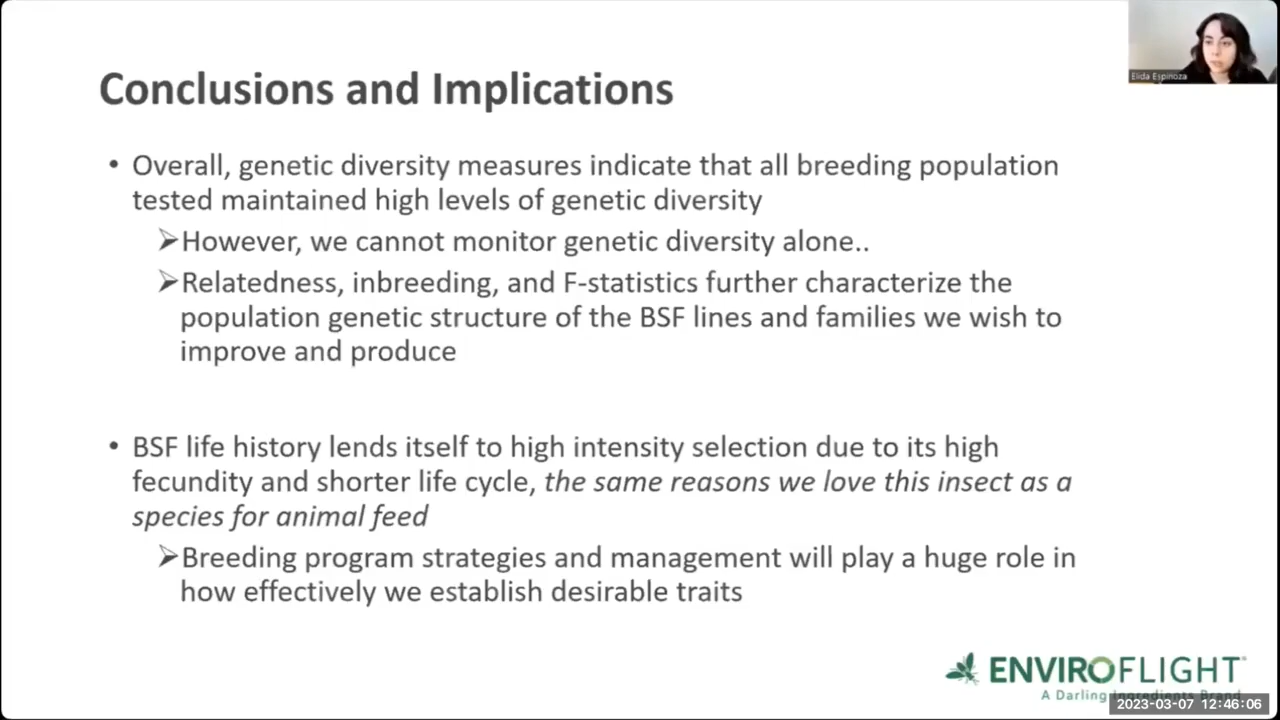 Elida Espinoza
Conclusions and Implications
• Overall, genetic diversity measures indicate that all breeding population
tested maintained high levels of genetic diversity
➢However, we cannot monitor genetic diversity alone..
➢Relatedness, inbreeding, and F-statistics further characterize the
population genetic structure of the BSF lines and families we wish to
improve and produce
• BSF life history lends itself to high intensity selection due to its high
fecundity and shorter life cycle, the same reasons we love this insect as a
species for animal feed
➢Breeding program strategies and management will play a huge role in
how effectively we establish desirable traits
ENVIROFLIGHT
A Darling Ingredients Brand
2023-03-07 12:46:06